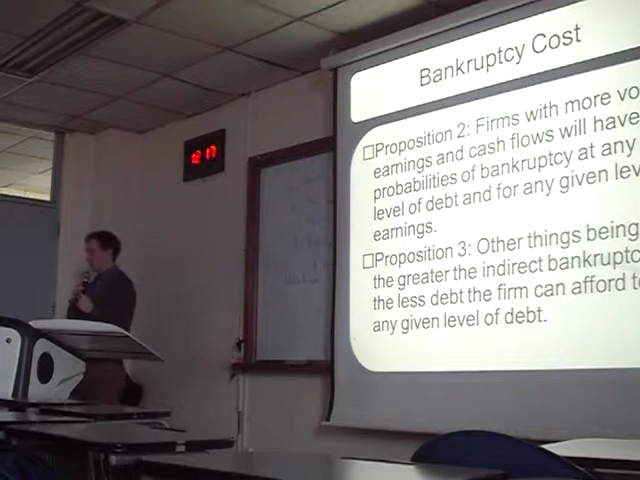 Bankruptcy Cost
Proposition 2: Firms with more vo
earnings and cash flows will have
probabilities of bankruptcy at any
level of debt and for any given lev
earnings.
Proposition 3: Other things being
the greater the indirect bankruptc
the less debt the firm can afford t
any given level of debt.